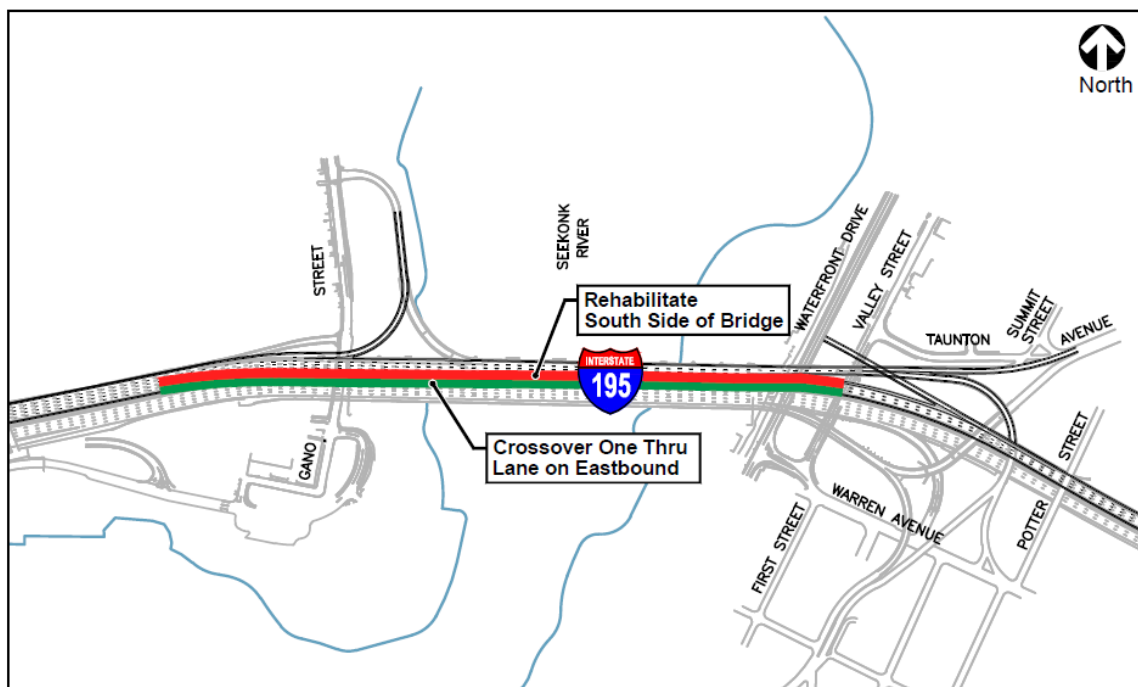 North
SEEKONK
RIVER
STREET
GANO
Rehabilitate
South Side of Bridge
INTERSTATE
195
Crossover One Thru
Lane on Eastbound
WATERFRONT DRIVE
VALLEY STREET
TAUNTON
AVENUE
SUMMIT
STREET
WARREN AVENUE
FIRST STREET
POTTER
STREET